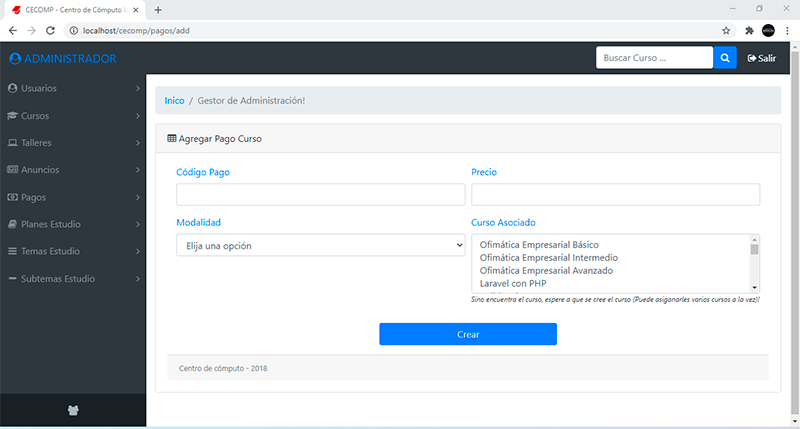 CECOMP - Centro de Cómputo
localhost/cecomp/pagos/add
ADMINISTRADOR
Buscar Curso ...
Salir
Usuarios
Cursos
Talleres
Anuncios
Pagos
Planes Estudio
Temas Estudio
Subtemas Estudio
Inico / Gestor de Administración!
Agregar Pago Curso
Código Pago
Precio
Modalidad
Elija una opción
Curso Asociado
Ofimática Empresarial Básico
Ofimática Empresarial Intermedio
Ofimática Empresarial Avanzado
Laravel con PHP
Sino encuentra el curso, espere a que se cree el curso (Puede asiganarles varios cursos a la vez)!
Crear
Centro de cómputo - 2018